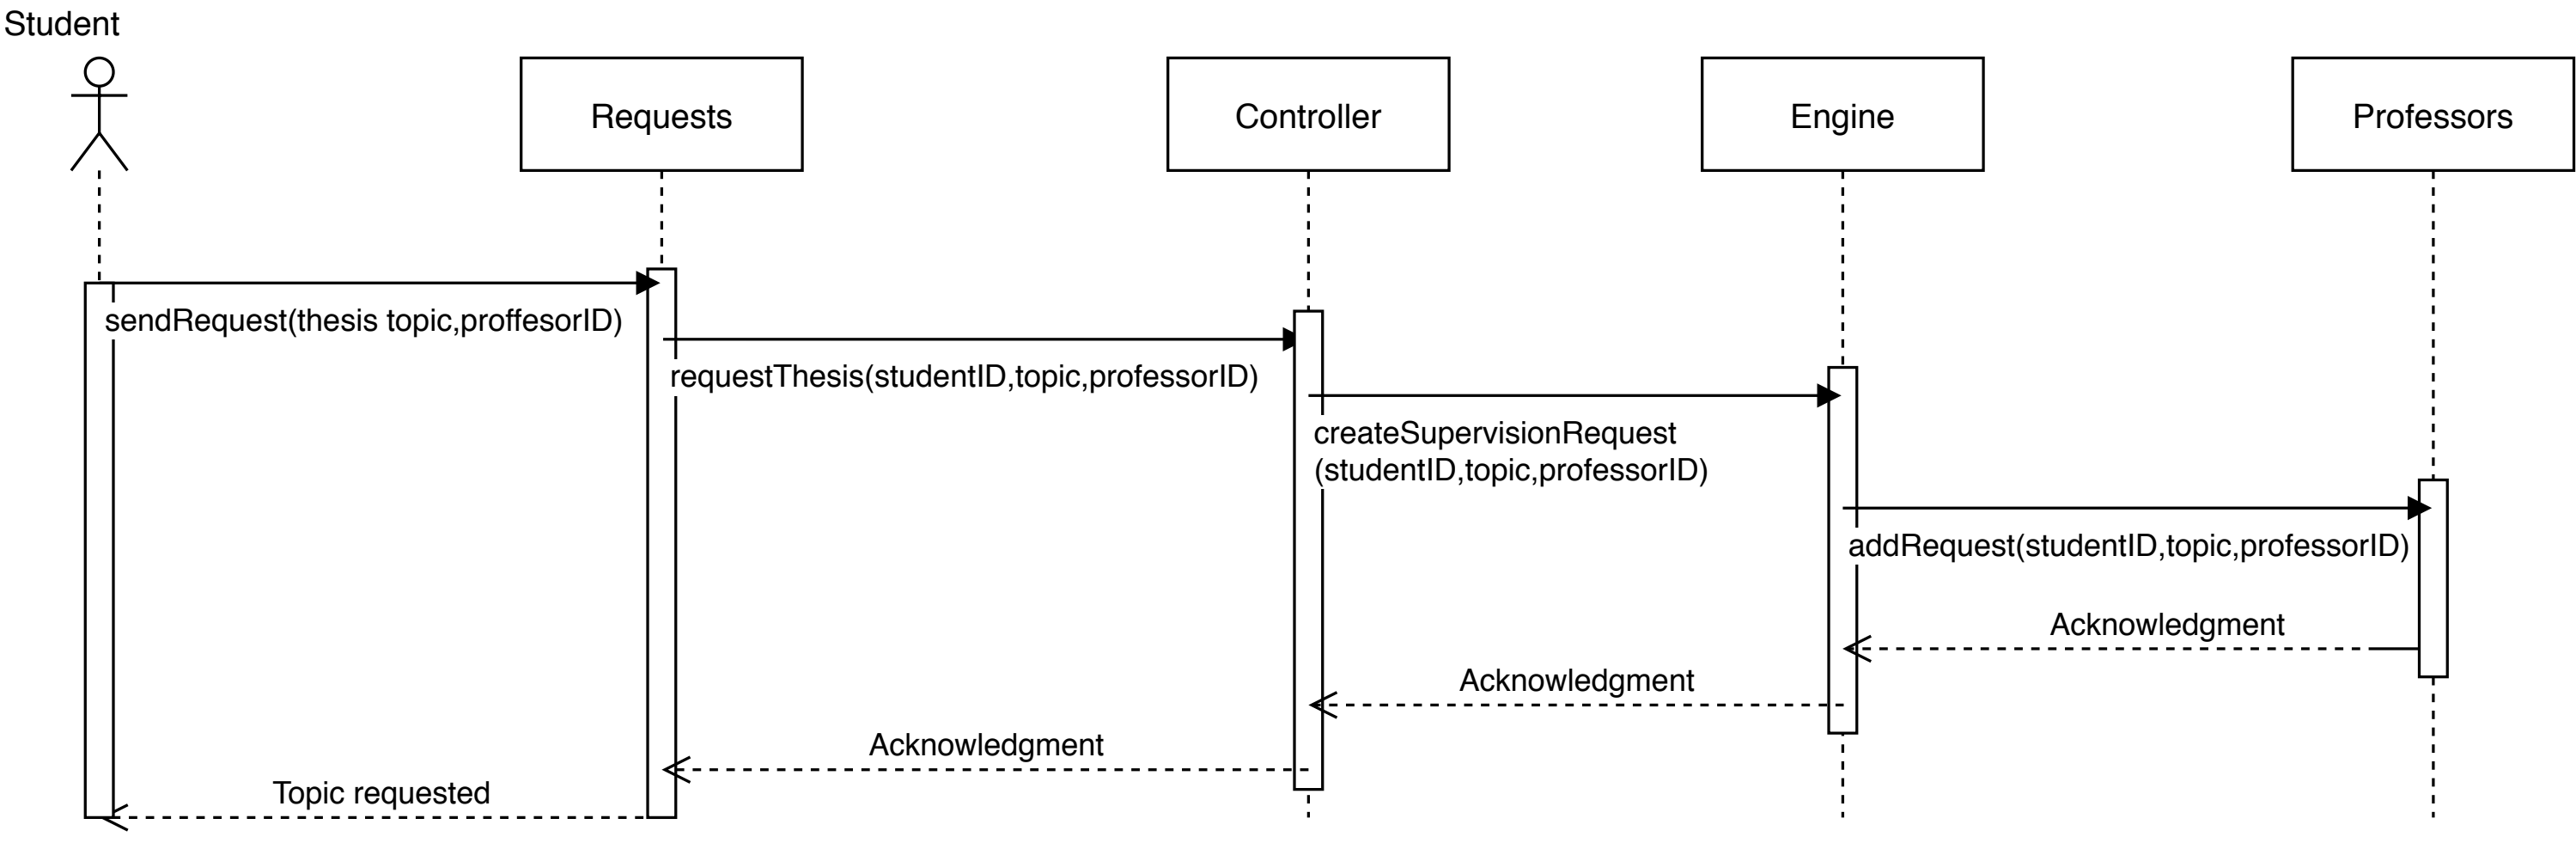 Student
Requests
Controller
Engine
Professors
sendRequest(thesis topic,proffesorID)
requestThesis(studentID,topic,professorID)
createSupervisionRequest
(studentID,topic,professorID)
addRequest(studentID,topic,professorID)
Acknowledgment
Acknowledgment
Acknowledgment
Topic requested